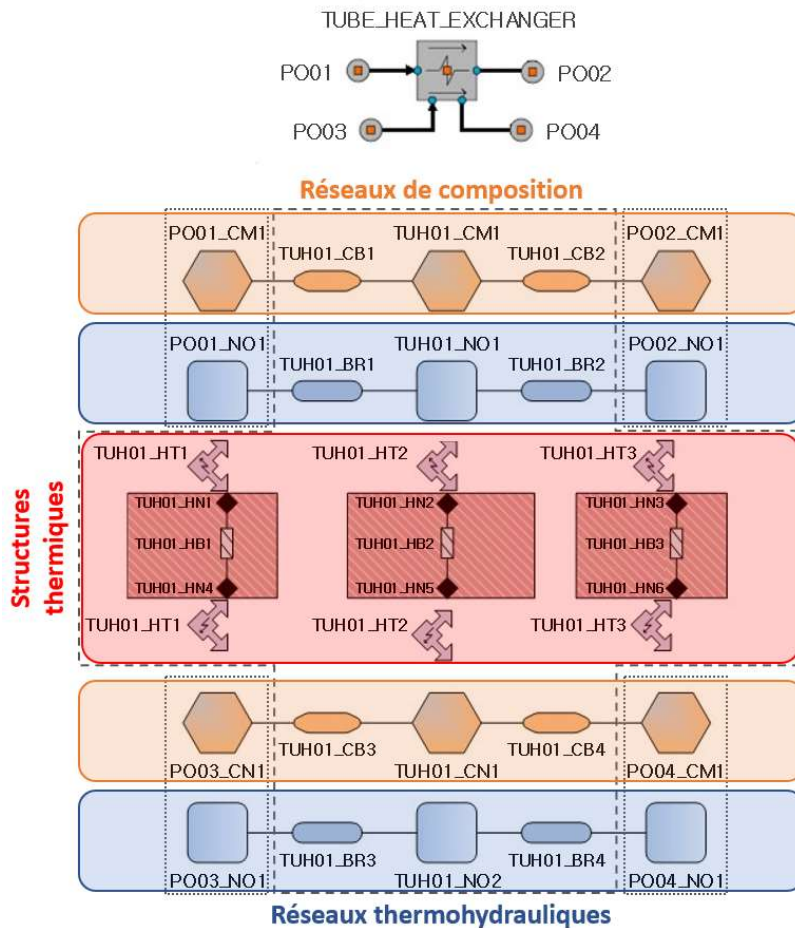 TUBE_HEAT_EXCHANGER
PO01
PO02
PO03
PO04
Réseaux de composition
PO01_CM1
TUH01_CB1
TUH01_CM1
TUH01_CB2
PO02_CM1
PO01_NO1
TUH01_BR1
TUH01_NO1
TUH01_BR2
PO02_NO1
Structures
thermiques
TUH01_HT1
TUH01_HT2
TUH01_HT3
TUH01_HN1
TUH01_HN2
TUH01_HN3
TUH01_HB1
TUH01_HB2
TUH01_HB3
TUH01_HN4
TUH01_HN5
TUH01_HN6
TUH01_HT1
TUH01_HT2
TUH01_HT3
TUH01_CB3
TUH01_CB4
PO03_CN1
TUH01_CN1
PO04_CM1
TUH01_BR3
TUH01_BR4
PO03_NO1
TUH01_NO2
PO04_NO1
Réseaux thermohydrauliques